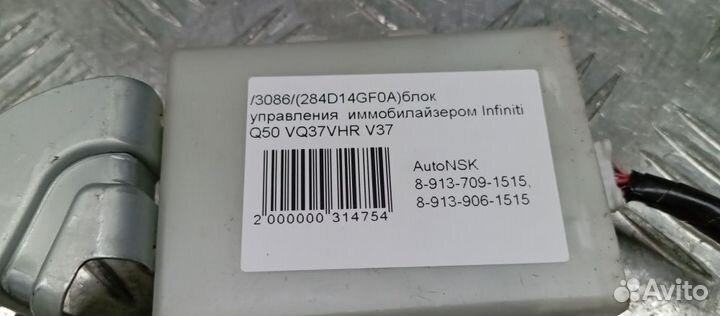 /3086/(284D14GF0A)блок
управления иммобилайзером Infiniti
Q50 VQ37VHR V37
AutoNSK
8-913-709-1515,
8-913-906-1515
2 000000 314754
Avito